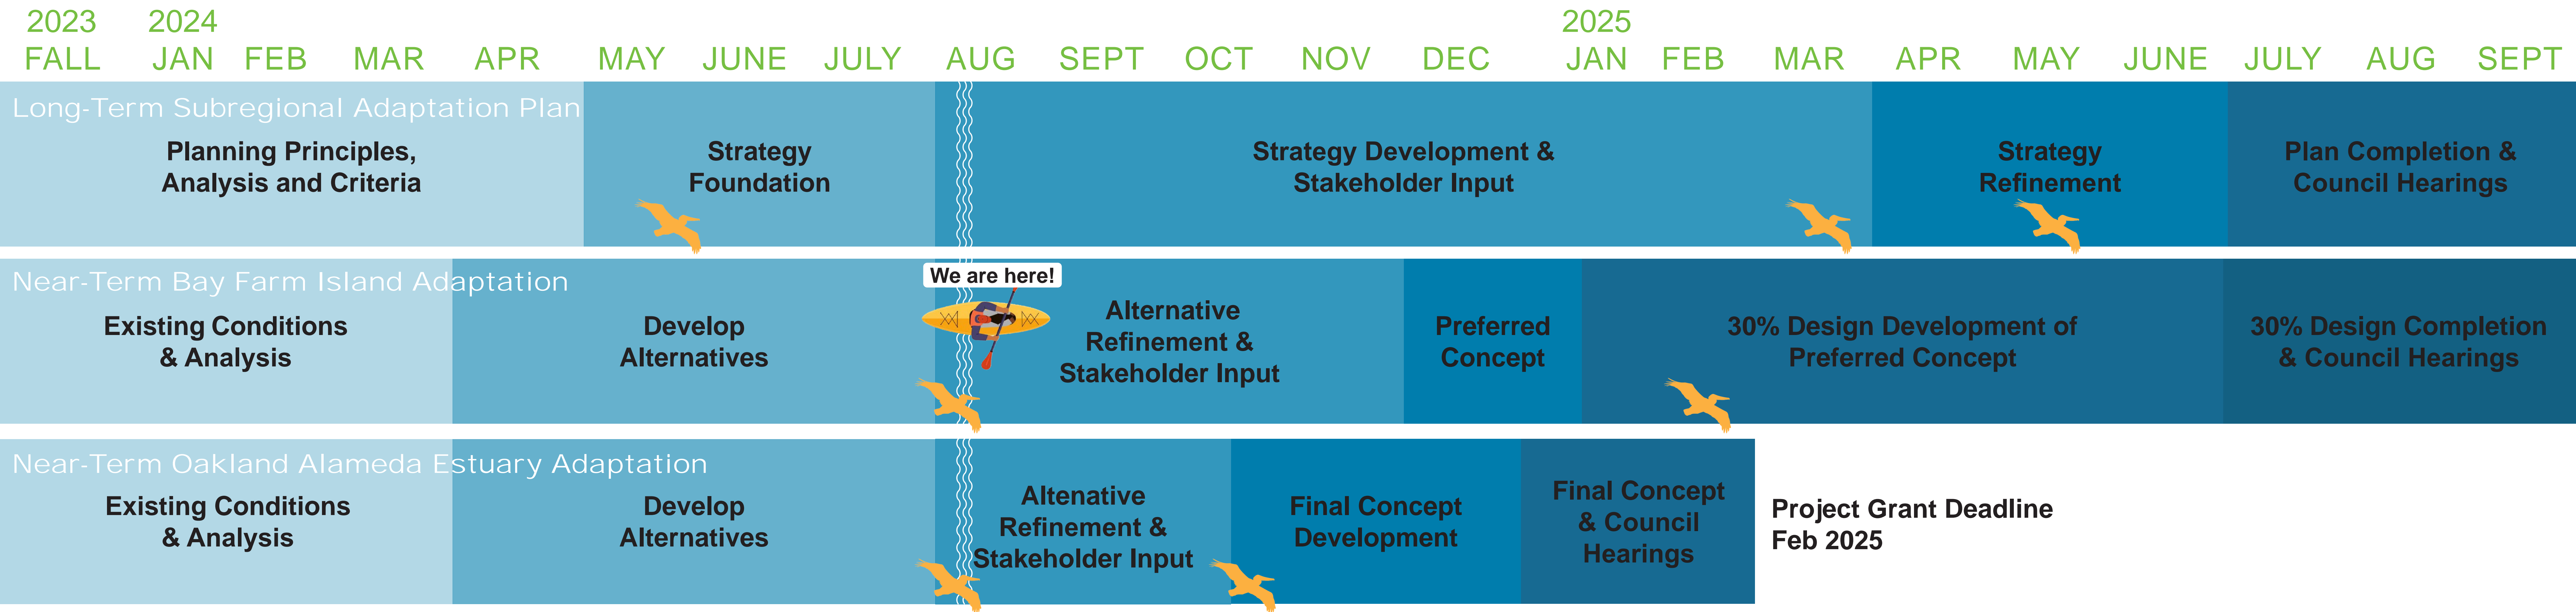 2023 2024 2025
FALL JAN FEB MAR APR MAY JUNE JULY AUG SEPT OCT NOV DEC JAN FEB MAR APR MAY JUNE JULY AUG SEPT
Long-Term Subregional Adaptation Plan
Planning Principles,
Analysis and Criteria
Strategy
Foundation
Strategy Development &
Stakeholder Input
Strategy
Refinement
Plan Completion &
Council Hearings
Near-Term Bay Farm Island Adaptation
Existing Conditions
& Analysis
Develop
Alternatives
We are here!
Alternative
Refinement &
Stakeholder Input
Preferred
Concept
30% Design Development of
Preferred Concept
30% Design Completion
& Council Hearings
Near-Term Oakland Alameda Estuary Adaptation
Existing Conditions
& Analysis
Develop
Alternatives
Altenative
Refinement &
Stakeholder Input
Final Concept
Development
Final Concept
& Council
Hearings
Project Grant Deadline
Feb 2025